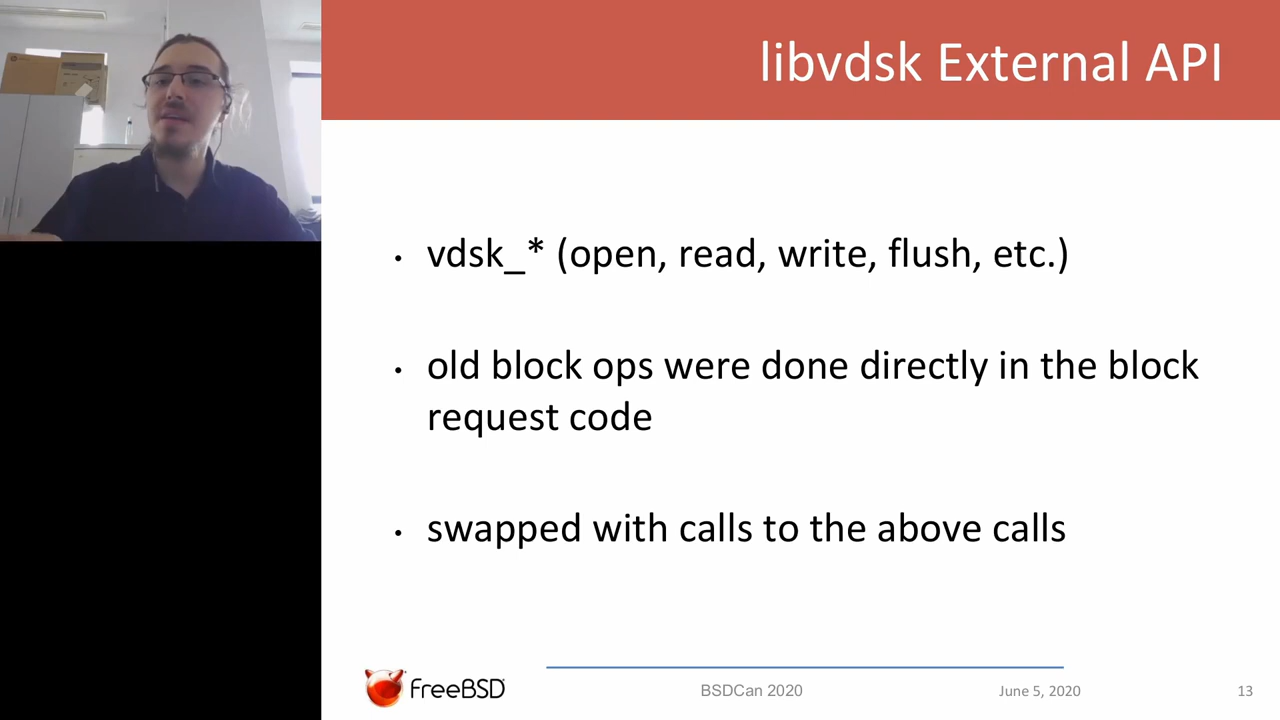 libvdsk External API
• vdsk_* (open, read, write, flush, etc.)
• old block ops were done directly in the block
request code
• swapped with calls to the above calls
FreeBSD
BSDCan 2020
June 5, 2020
13